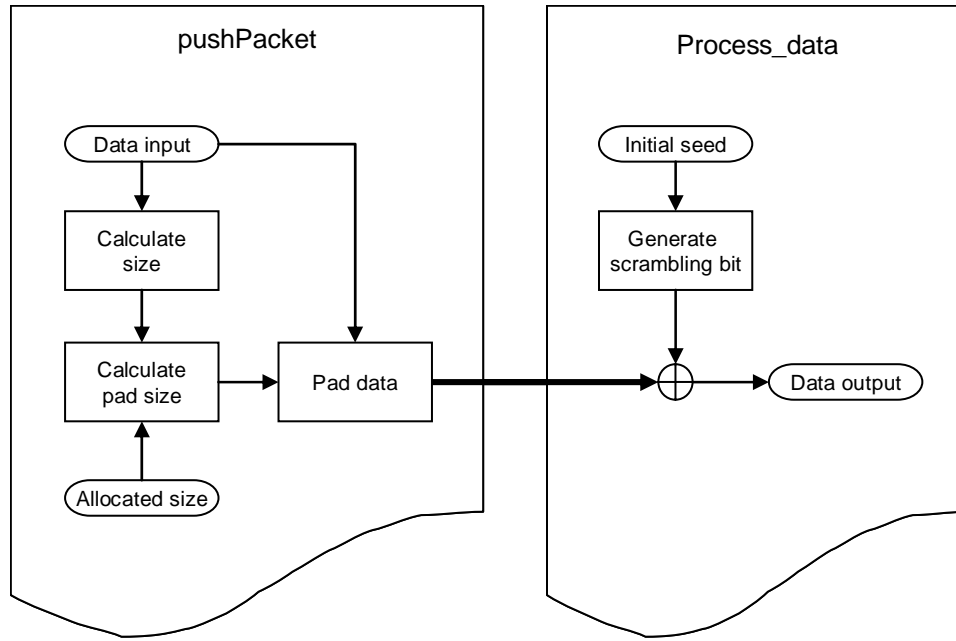 pushPacket
Data input
Calculate
size
Calculate
pad size
Pad data
Allocated size
Process_data
Initial seed
Generate
scrambling bit
Data output